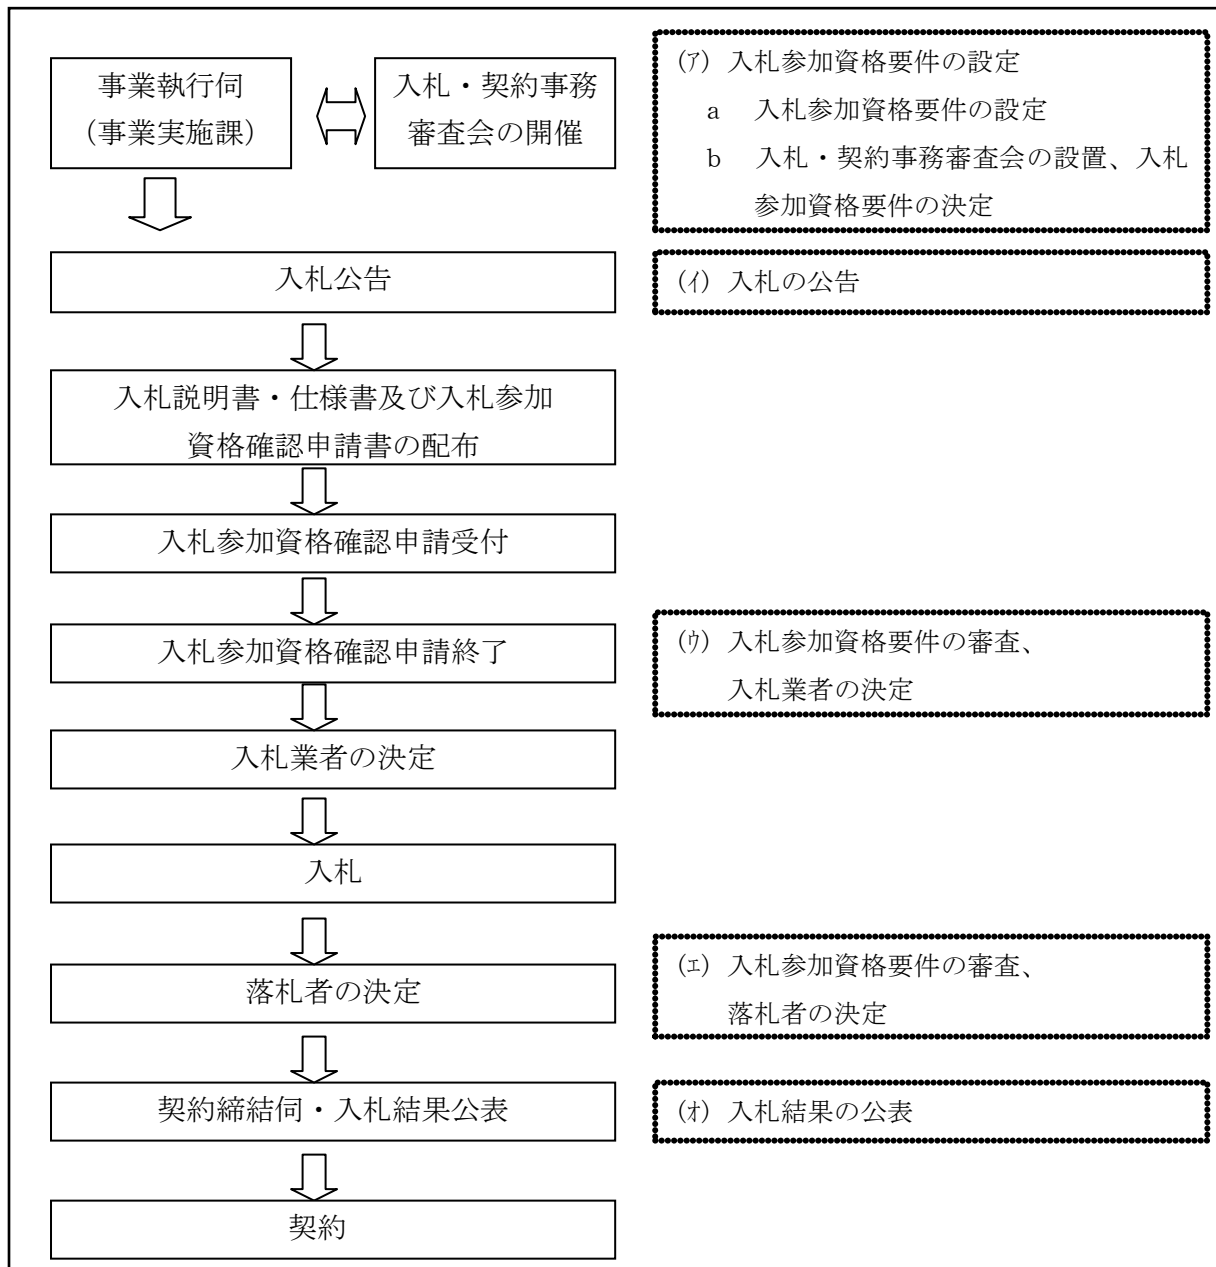 事業執行伺
（事業実施課）
入札・契約事務
審査会の開催
(ｱ) 入札参加資格要件の設定
a 入札参加資格要件の設定
b 入札・契約事務審査会の設置、入札
参加資格要件の決定
入札公告
(ｲ) 入札の公告
入札説明書・仕様書及び入札参加
資格確認申請書の配布
入札参加資格確認申請受付
入札参加資格確認申請終了
(ｳ) 入札参加資格要件の審査、
入札業者の決定
入札業者の決定
入札
落札者の決定
(ｴ) 入札参加資格要件の審査、
落札者の決定
契約締結伺・入札結果公表
(ｵ) 入札結果の公表
契約